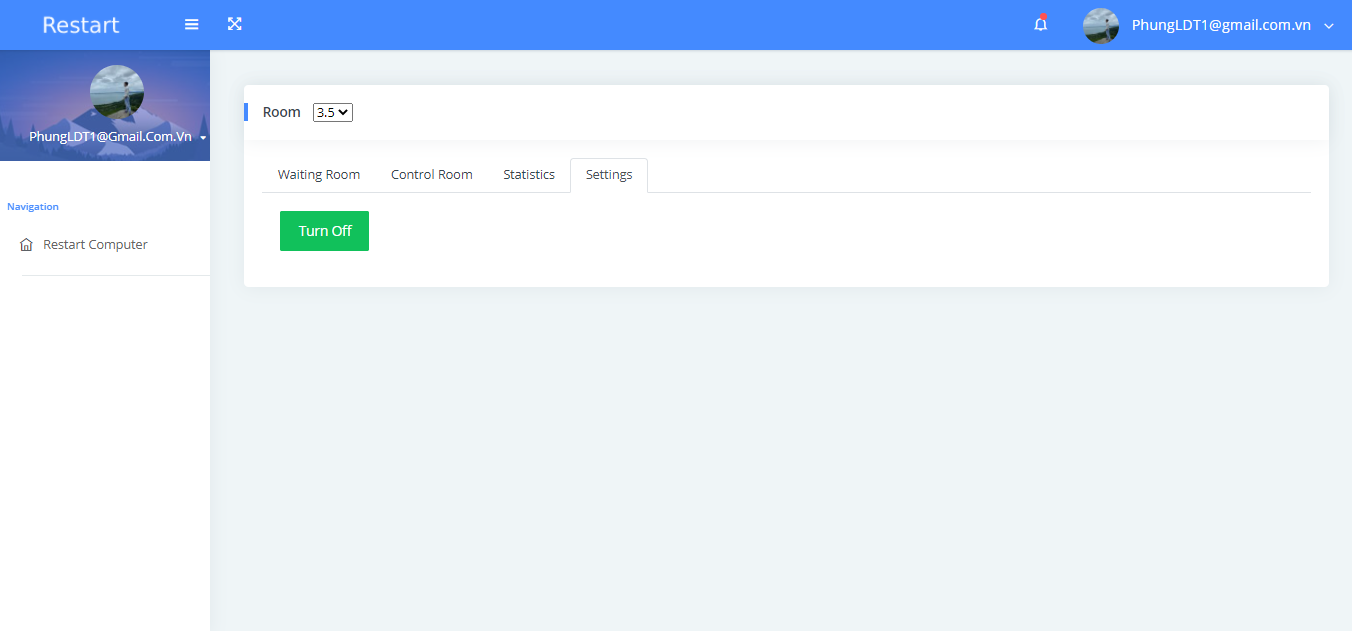 Restart
PhungLDT1@gmail.com.vn
PhungLDT1@Gmail.Com.Vn
Navigation
Restart Computer
Room 3.5
Waiting Room Control Room Statistics Settings
Turn Off